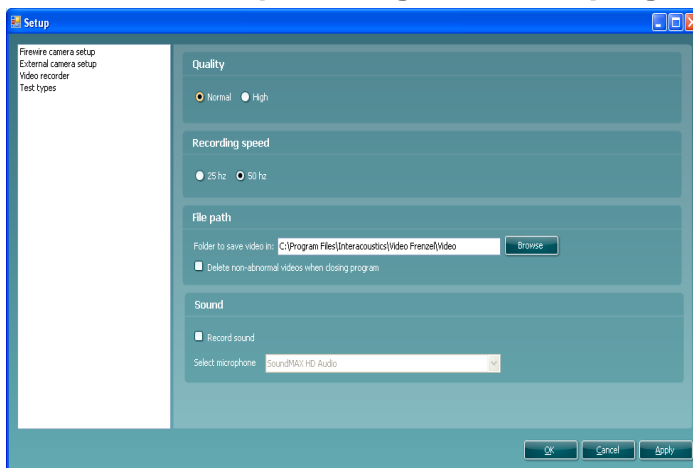 Setup
Firewire camera setup
External camera setup
Video recorder
Test types
Quality
Normal High
Recording speed
25 hz 50 hz
File path
Folder to save video in: C:\Program Files\Interacoustics\Video Frenzel\Video Browse
Delete non-abnormal videos when closing program
Sound
Record sound
Select microphone SoundMAX HD Audio
OK Cancel Apply